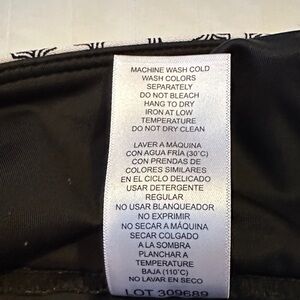 MACHINE WASH COLD
WASH COLORS
SEPARATELY
DO NOT BLEACH
HANG TO DRY
IRON AT LOW
TEMPERATURE
DO NOT DRY CLEAN
LAVER A MÁQUINA
CON AGUA FRÍA (30°C)
CON PRENDAS DE
COLORES SIMILARES
EN EL CICLO DELICADO
USAR DETERGENTE
REGULAR
NO USAR BLANQUEADOR
NO EXPRIMIR
NO SECAR A MÁQUINA
SECAR COLGADO
A LA SOMBRA
PLANCHAR A
TEMPERATURE
BAJA (110°C)
NO LAVAR EN SECO
LOT 309689